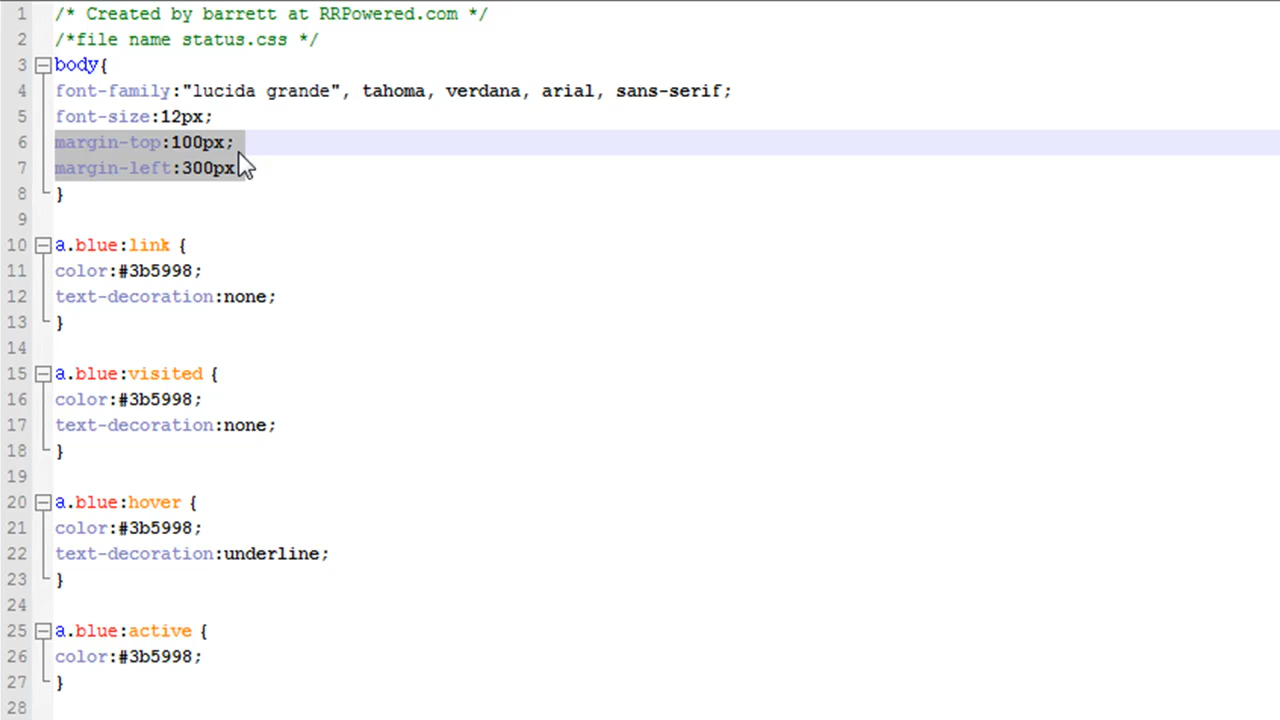 1 /* Created by barrett at RRPowered.com */
2 /*file name status.css */
3 body{
4 font-family:"lucida grande", tahoma, verdana, arial, sans-serif;
5 font-size:12px;
6 margin-top:100px;
7 margin-left:300px
8 }
9
10 a.blue:link {
11 color:#3b5998;
12 text-decoration:none;
13 }
14
15 a.blue:visited {
16 color:#3b5998;
17 text-decoration:none;
18 }
19
20 a.blue:hover {
21 color:#3b5998;
22 text-decoration:underline;
23 }
24
25 a.blue:active {
26 color:#3b5998;
27 }
28